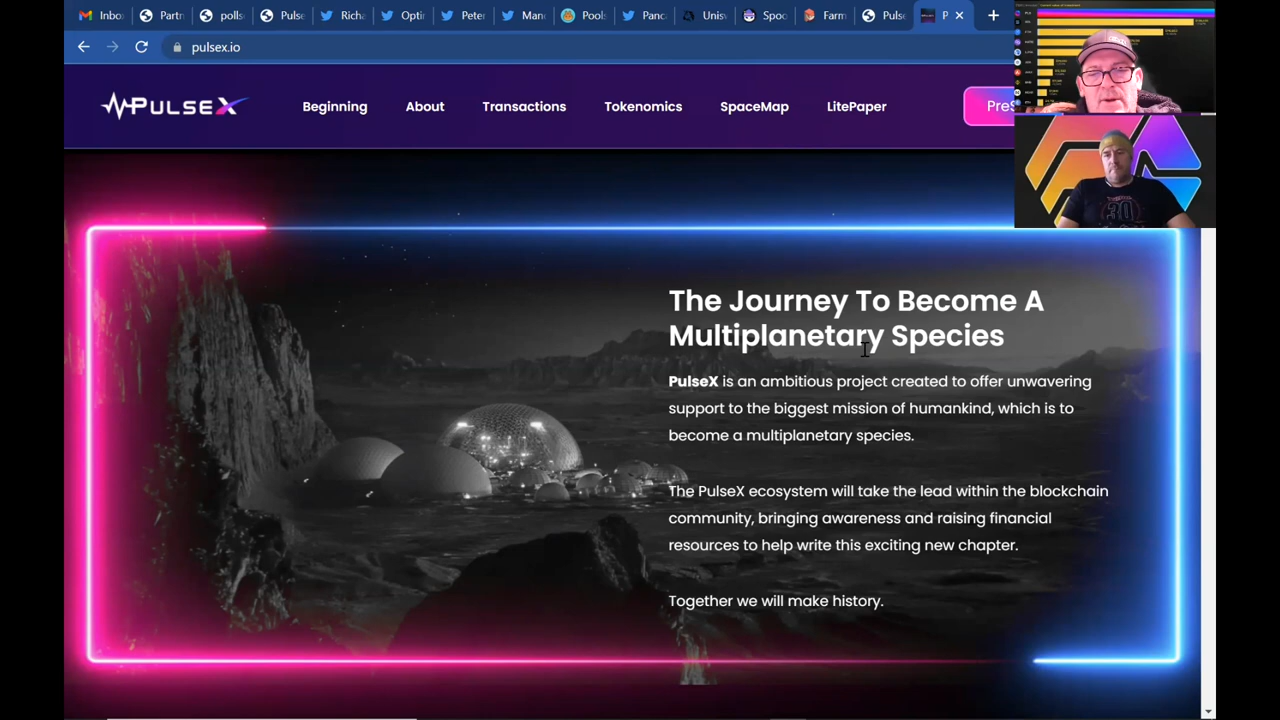 Inbo
Partn
polls
Pulse
Richa
Optir
Peter
Man
Pool
Panc
Unis
Spoc
Farm
Pulse
P
pulsex.io
PULSEX
Beginning
About
Transactions
Tokenomics
SpaceMap
LitePaper
PreS
The Journey To Become A
Multiplanetary Species
PulseX is an ambitious project created to offer unwavering
support to the biggest mission of humankind, which is to
become a multiplanetary species.
The PulseX ecosystem will take the lead within the blockchain
community, bringing awareness and raising financial
resources to help write this exciting new chapter.
Together we will make history.
30